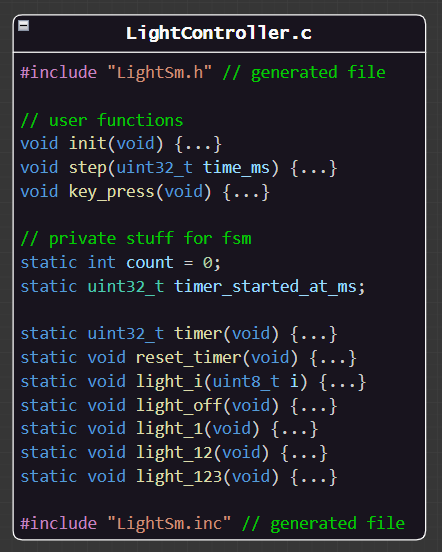 LightController.c
#include "LightSm.h" // generated file
// user functions
void init(void) {...}
void step(uint32_t time_ms) {...}
void key_press(void) {...}
// private stuff for fsm
static int count = 0;
static uint32_t timer_started_at_ms;
static uint32_t timer(void) {...}
static void reset_timer(void) {...}
static void light_i(uint8_t i) {...}
static void light_off(void) {...}
static void light_1(void) {...}
static void light_12(void) {...}
static void light_123(void) {...}
#include "LightSm.inc" // generated file